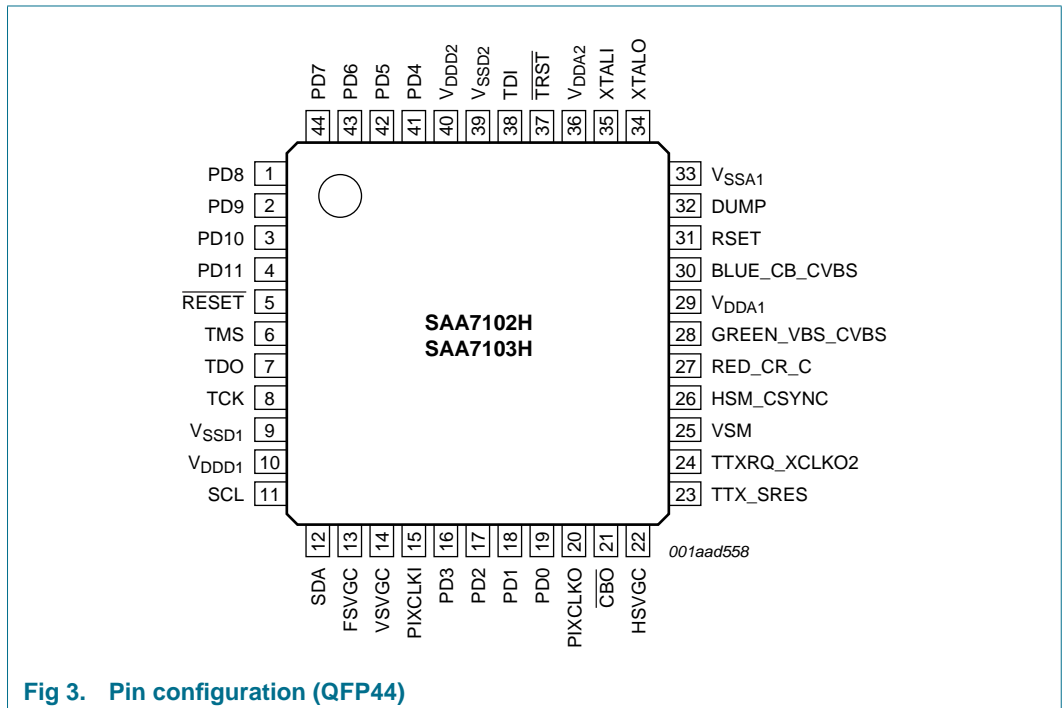 44 PD7
43 PD6
42 PD5
41 PD4
40 VDDD2
39 VSSD2
38 TDI
37 TRST
36 VDDA2
35 XTALI
34 XTALO
PD8 1
PD9 2
PD10 3
PD11 4
RESET 5
TMS 6
TDO 7
TCK 8
VSSD1 9
VDDD1 10
SCL 11
SAA7102H
SAA7103H
33 VSSA1
32 DUMP
31 RSET
30 BLUE_CB_CVBS
29 VDDA1
28 GREEN_VBS_CVBS
27 RED_CR_C
26 HSM_CSYNC
25 VSM
24 TTXRQ_XCLKO2
23 TTX_SRES
SDA 12
FSVGC 13
VSVGC 14
PIXCLKI 15
PD3 16
PD2 17
PD1 18
PD0 19
PIXCLKO 20
CBO 21
HSVGC 22
001aad558
Fig 3. Pin configuration (QFP44)